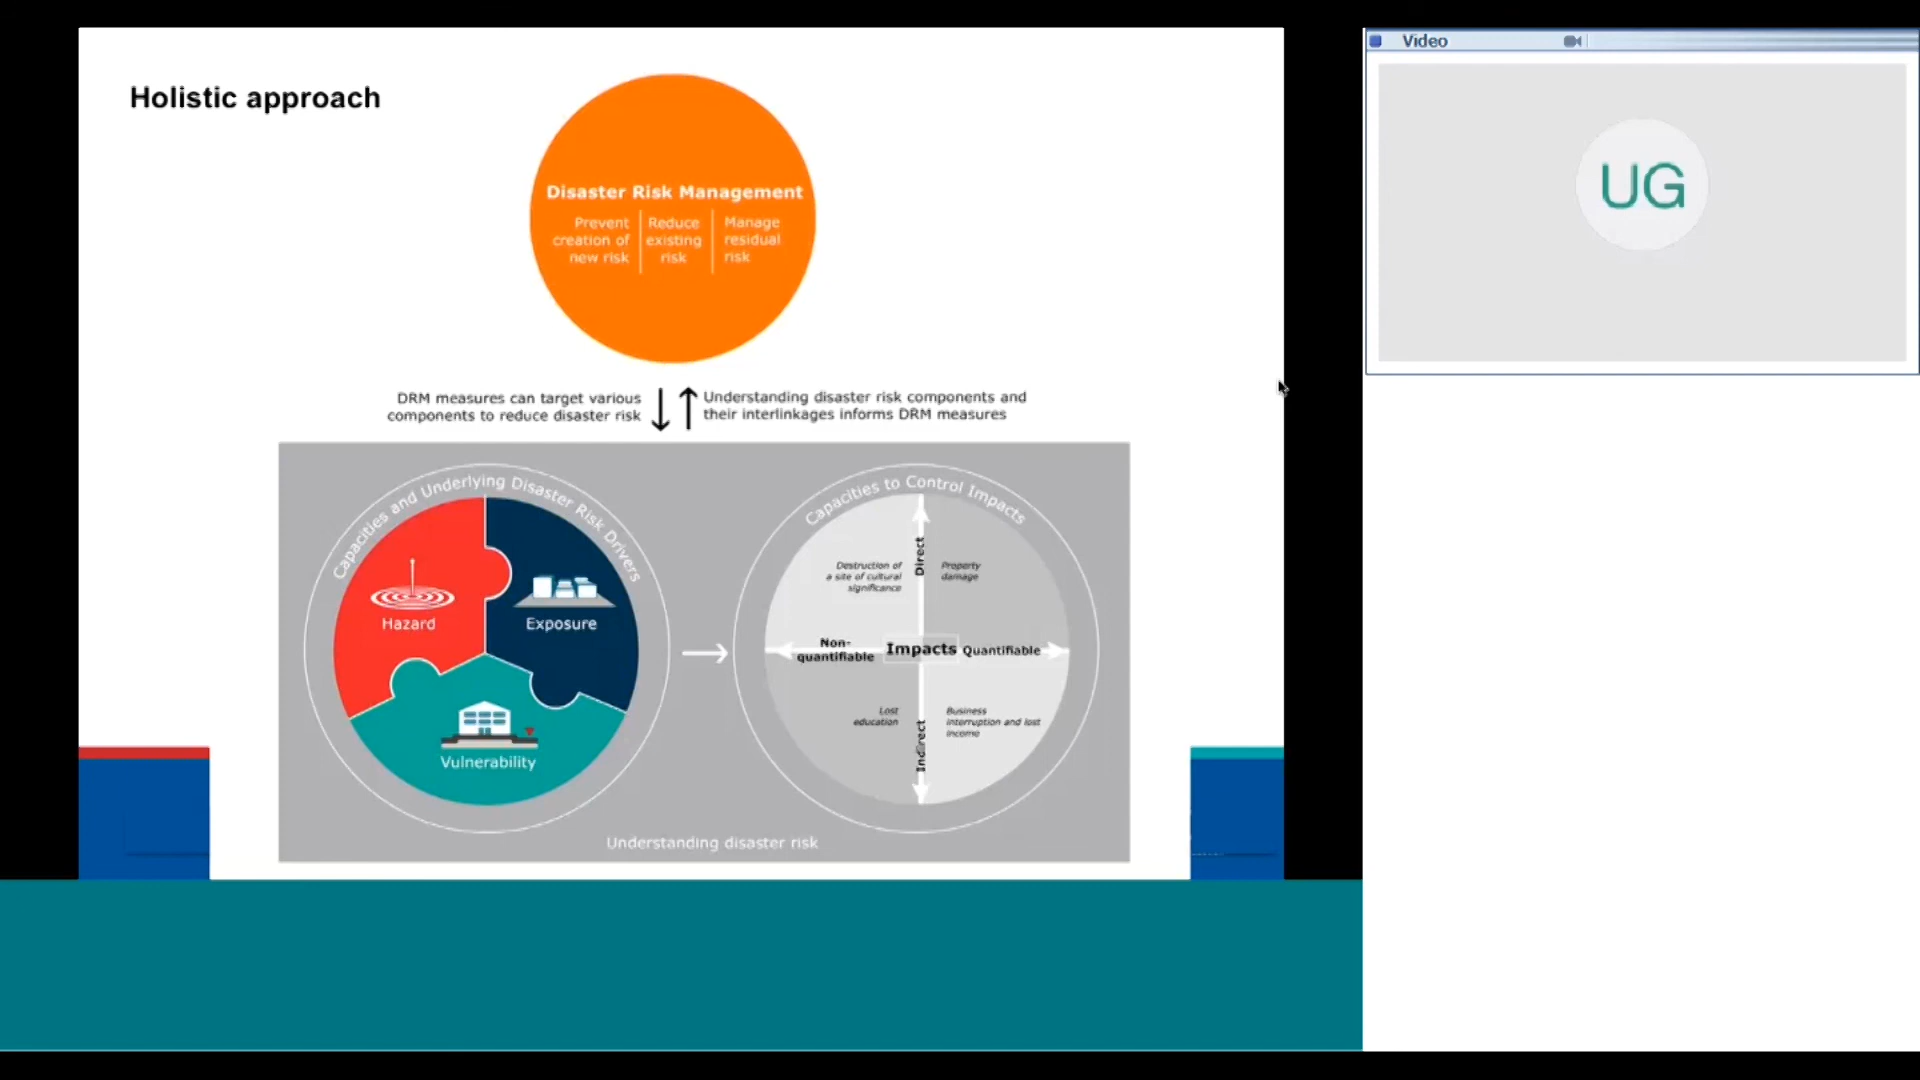 Holistic approach
Disaster Risk Management
Prevent
creation of
new risk
Reduce
existing
risk
Manage
residual
risk
DRM measures can target various
components to reduce disaster risk
Understanding disaster risk components and
their interlinkages informs DRM measures
Capacities and Underlying Disaster Risk Drivers
Hazard
Exposure
Vulnerability
Capacities to Control Impacts
Direct
Destruction of
a site of cultural
significance
Property
damage
Non-
quantifiable
Impacts
Quantifiable
Lost
education
Business
interruption and lost
income
Indirect
Understanding disaster risk
Video
UG